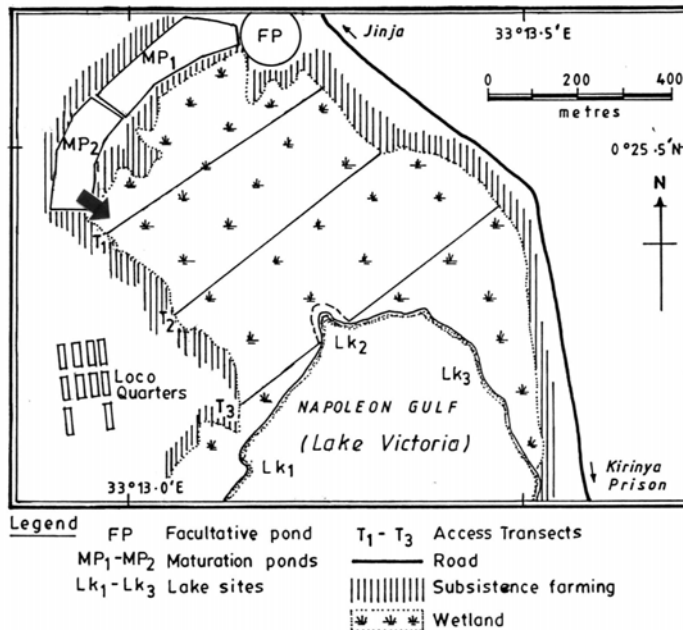 FP
Jinja
33°13.5'E
MP1
0 200 400
metres
MP2
0°25.5'N
N
T1
T2
Lk2
Loco
Quarters
Lk3
T3
NAPOLEON GULF
(Lake Victoria)
Lk1
33°13.0'E
Kirinya
Prison
Legend
FP Facultative pond
MP1-MP2 Maturation ponds
Lk1-Lk3 Lake sites
T1 - T3 Access Transects
Road
Subsistence farming
Wetland